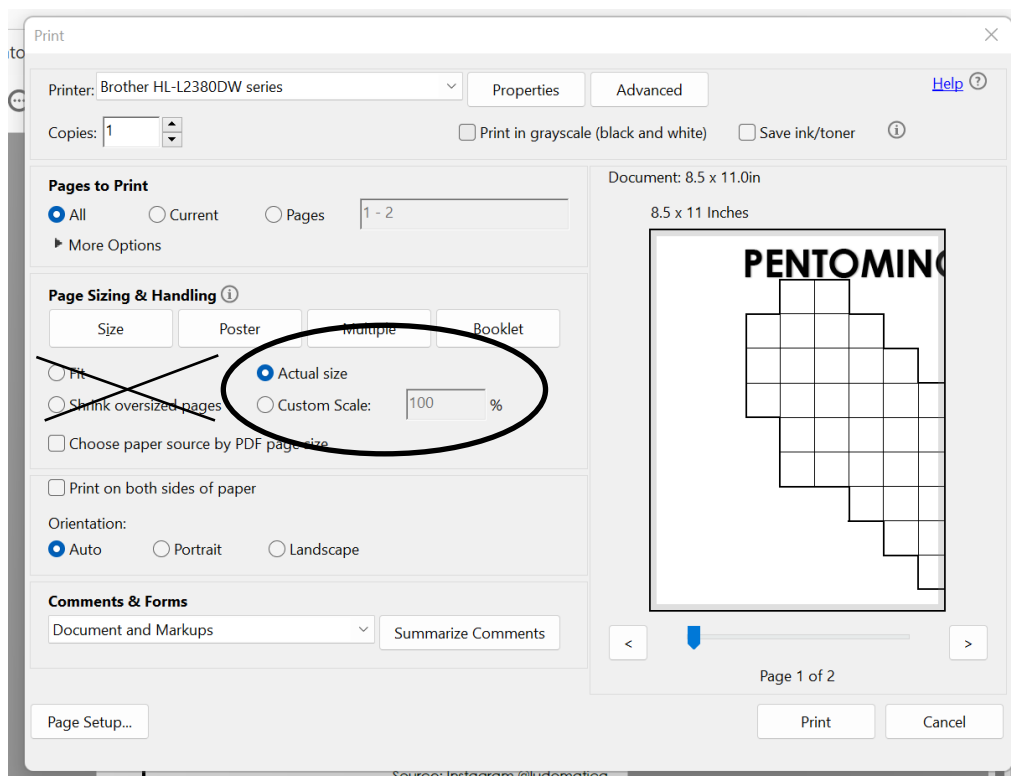 Print
nto
Printer: Brother HL-L2380DW series Properties Advanced Help ?
Copies: 1 Print in grayscale (black and white) Save ink/toner
Pages to Print
All Current Pages 1 - 2
More Options
Page Sizing & Handling
Size Poster Multiple Booklet
Fit Actual size
Shrink oversized pages Custom Scale: 100 %
Choose paper source by PDF page size
Print on both sides of paper
Orientation:
Auto Portrait Landscape
Comments & Forms
Document and Markups Summarize Comments
Document: 8.5 x 11.0in
8.5 x 11 Inches
PENTOMINO
< >
Page 1 of 2
Page Setup... Print Cancel
Source: Instagram @ludomatica